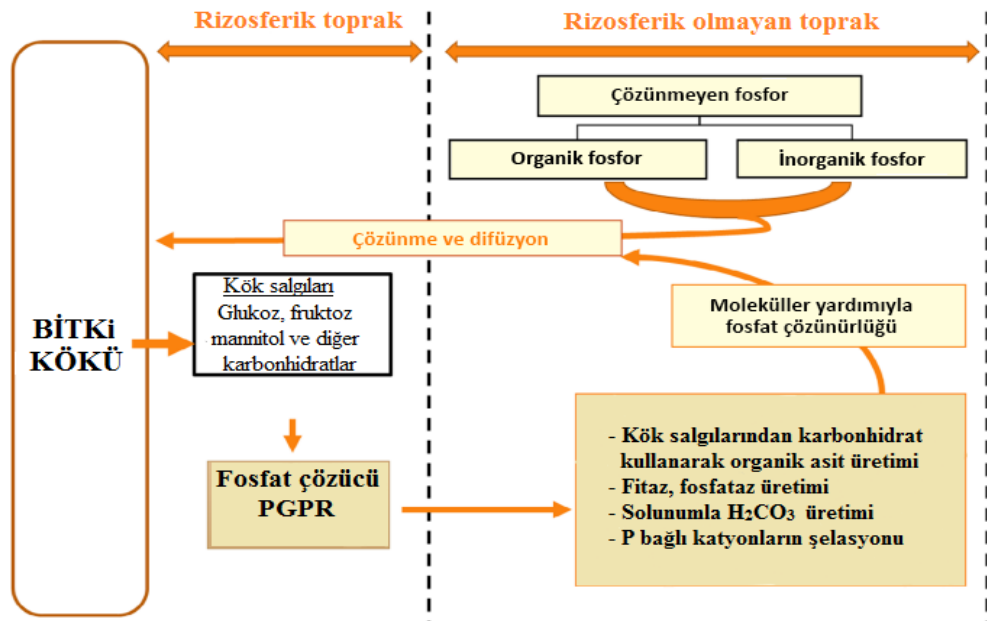 Rizosferik toprak
Rizosferik olmayan toprak
Çözünmeyen fosfor
Organik fosfor
İnorganik fosfor
Çözünme ve difüzyon
Kök salgıları
Glukoz, fruktoz
mannitol ve diğer
karbonhidratlar
BİTKi
KÖKÜ
Moleküller yardımıyla
fosfat çözünürlüğü
Fosfat çözücü
PGPR
- Kök salgılarından karbonhidrat
kullanarak organik asit üretimi
- Fitaz, fosfataz üretimi
- Solunumla H₂CO₃ üretimi
- P bağlı katyonların şelasyonu